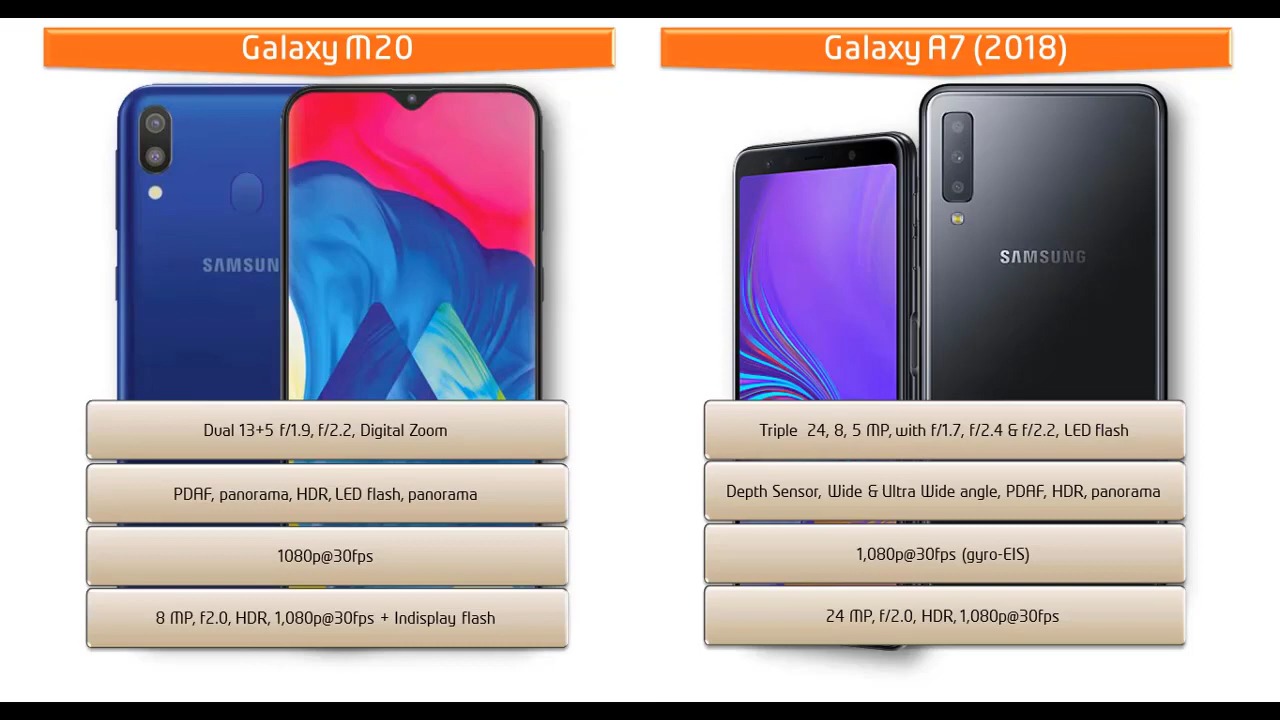 Galaxy M20
Galaxy A7 (2018)
SAMSUN
SAMSUNG
Dual 13+5 f/1.9, f/2.2, Digital Zoom
PDAF, panorama, HDR, LED flash, panorama
1080p@30fps
8 MP, f2.0, HDR, 1,080p@30fps + Indisplay flash
Triple 24, 8, 5 MP, with f/1.7, f/2.4 & f/2.2, LED flash
Depth Sensor, Wide & Ultra Wide angle, PDAF, HDR, panorama
1,080p@30fps (gyro-EIS)
24 MP, f/2.0, HDR, 1,080p@30fps